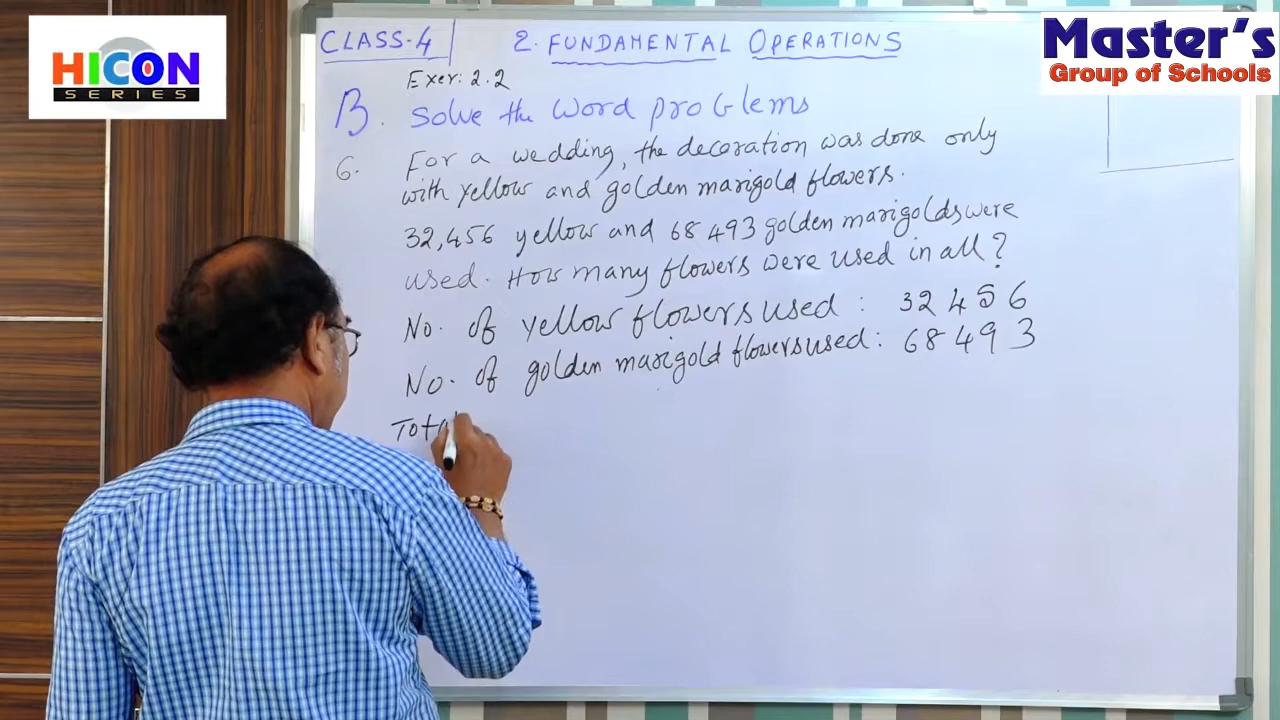 HICON
SERIES
Master's
Group of Schools
CLASS-4
2. FUNDAMENTAL OPERATIONS
Exer: 2.2
B. Solve the word problems
6. For a wedding, the decoration was done only
with yellow and golden marigold flowers.
32,456 yellow and 68493 golden marigolds were
used. How many flowers were used in all?
No. of yellow flowers used : 32456
No. of golden marigold flowers used : 68493
Total